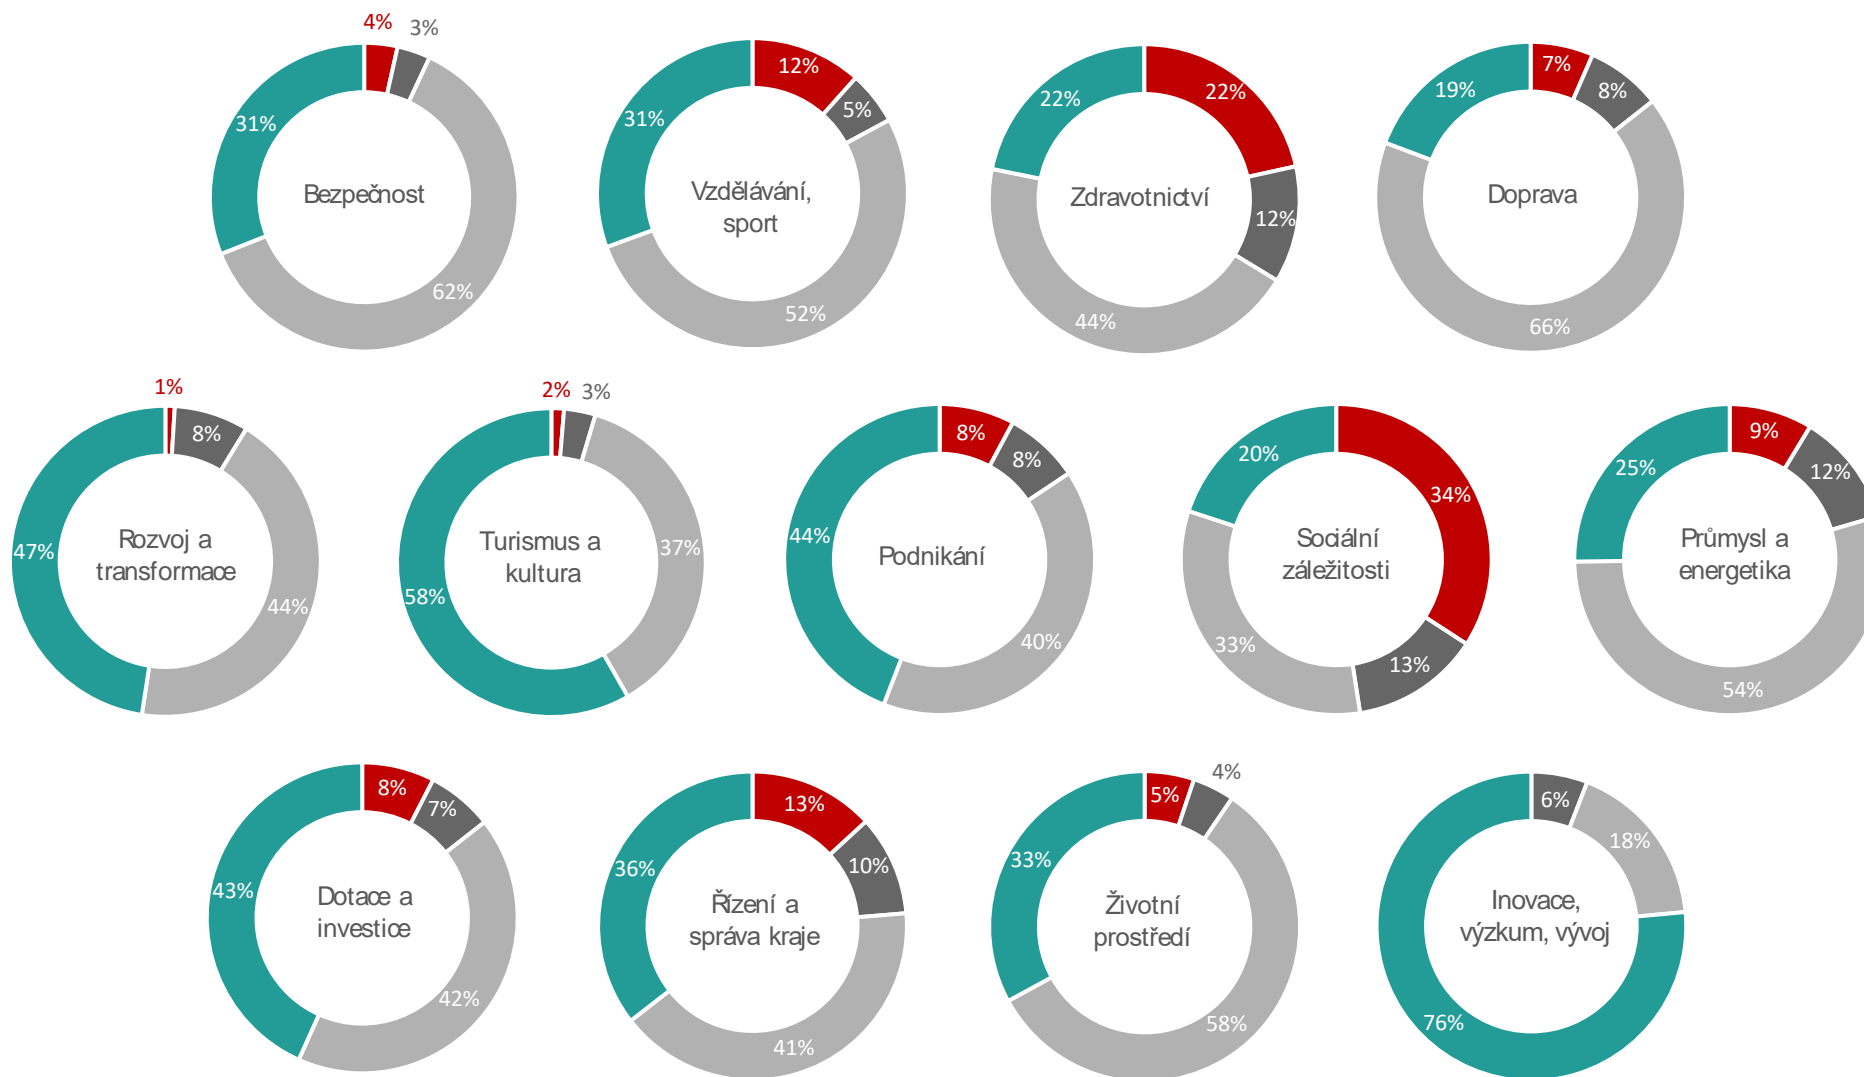 4%
3%
31%
62%
Bezpečnost
12%
5%
31%
52%
Vzdělávání,
sport
22%
22%
12%
44%
Zdravotnictví
7%
8%
19%
66%
Doprava
1%
8%
47%
44%
Rozvoj a
transformace
2%
3%
37%
58%
Turismus a
kultura
8%
8%
44%
40%
Podnikání
20%
34%
33%
13%
Sociální
záležitosti
9%
12%
25%
54%
Průmysl a
energetika
8%
7%
43%
42%
Dotace a
investice
13%
10%
36%
41%
Řízení a
správa kraje
5%
4%
33%
58%
Životní
prostředí
6%
18%
76%
Inovace,
výzkum, vývoj